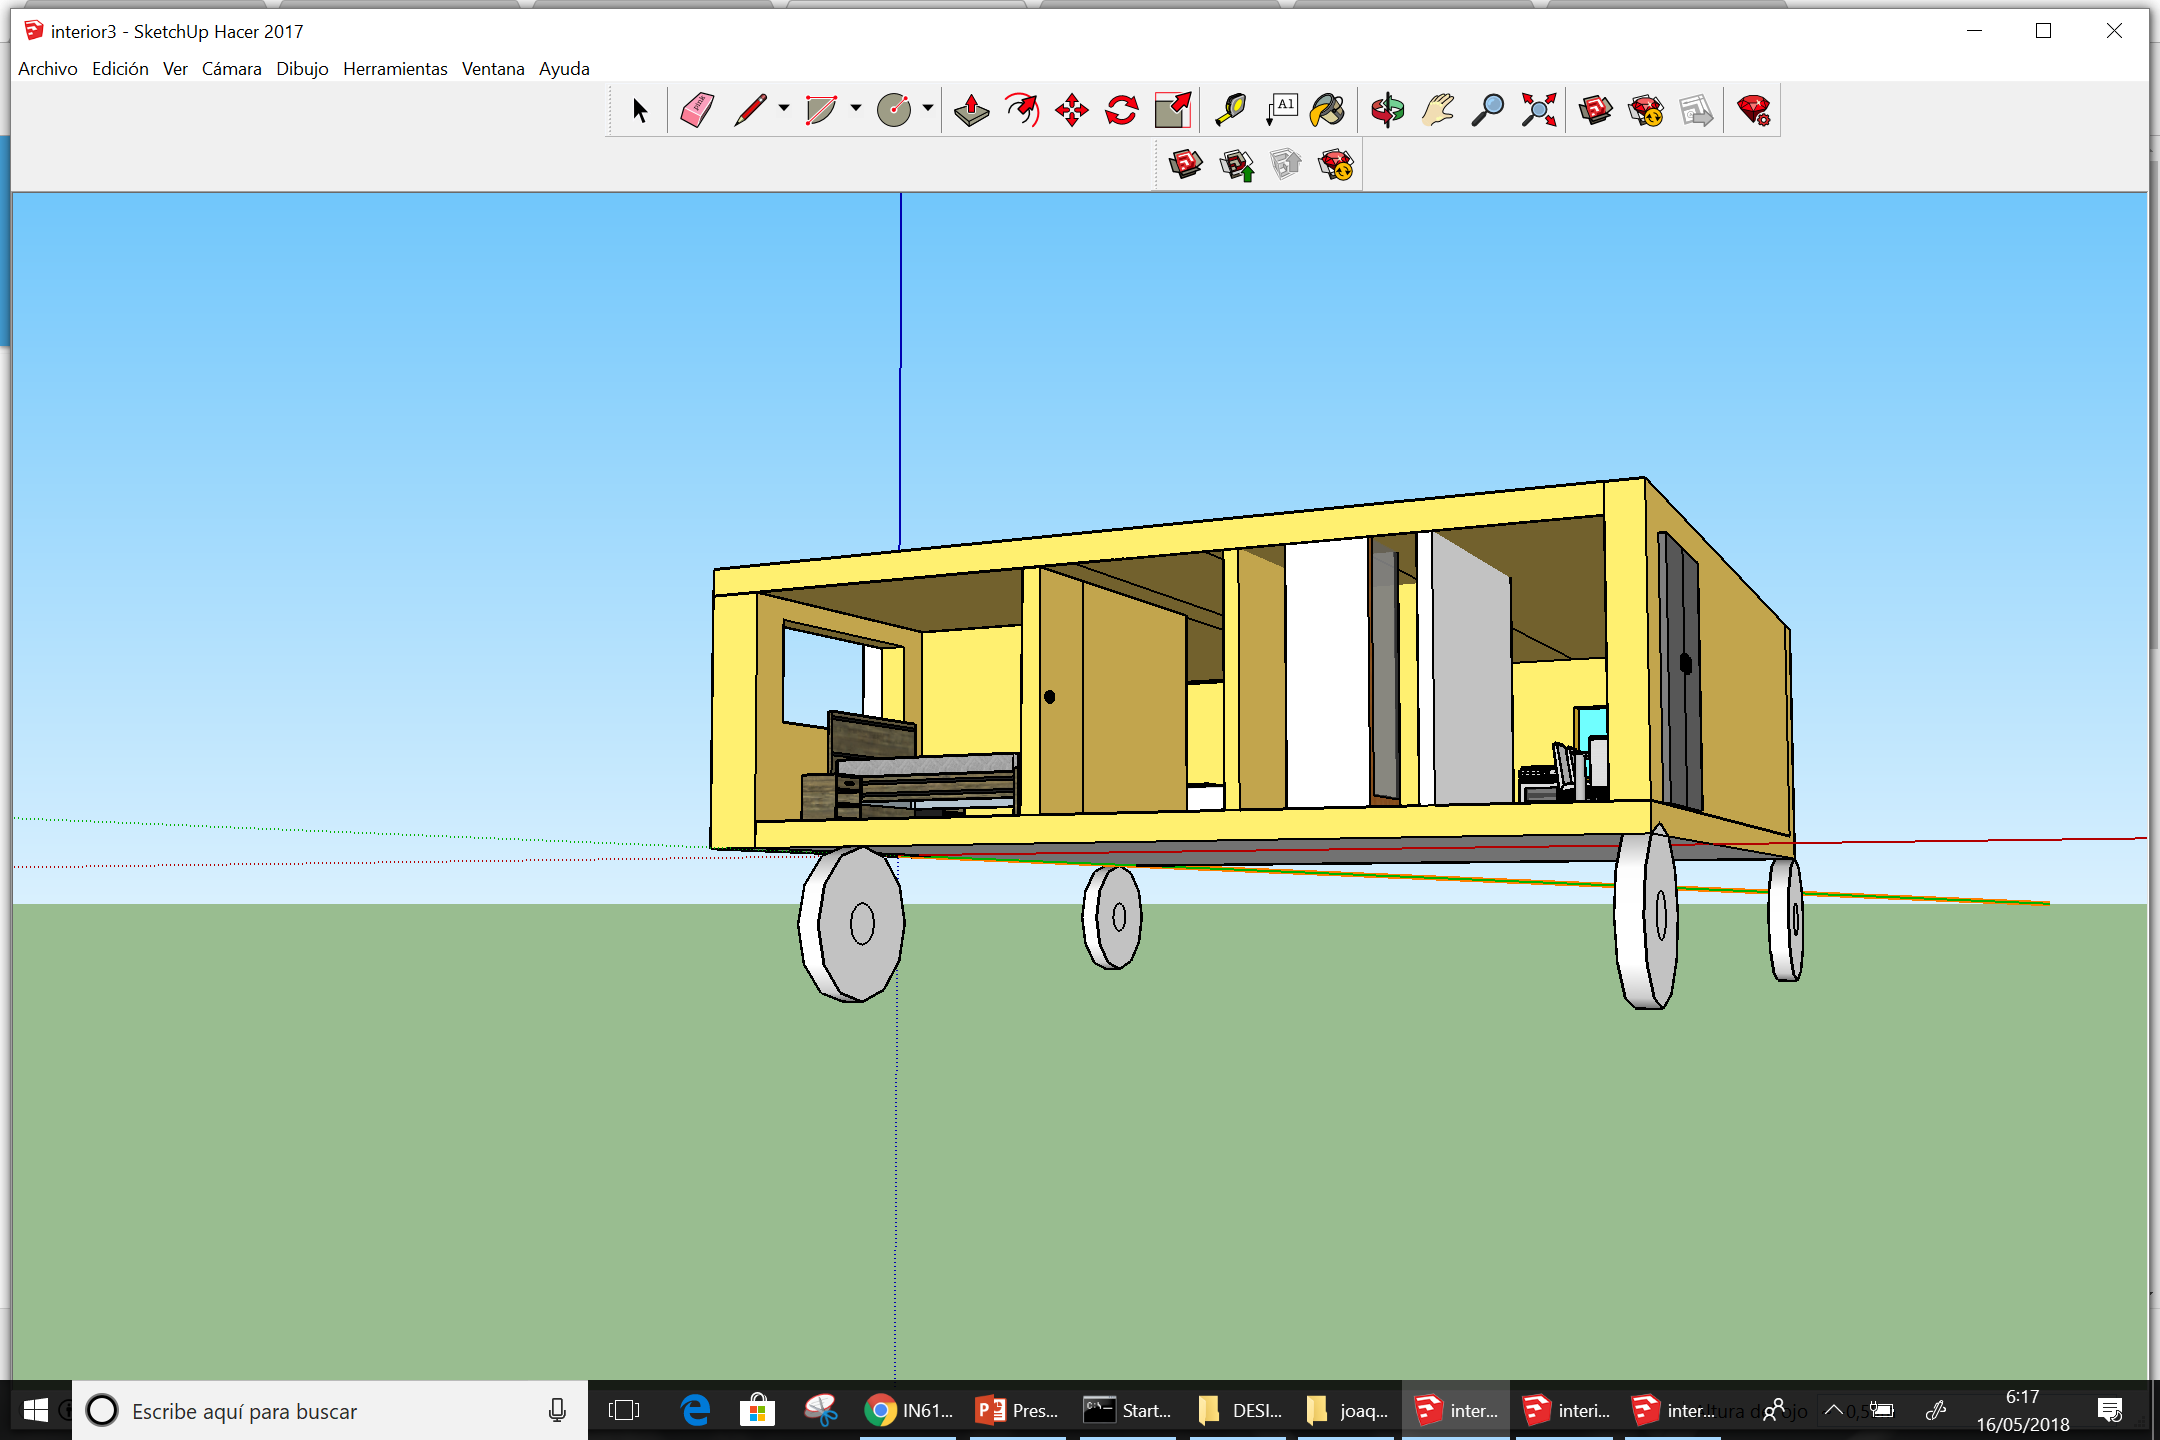 interior3 - SketchUp Hacer 2017
Archivo Edición Ver Cámara Dibujo Herramientas Ventana Ayuda
A1
Escribe aquí para buscar
IN61...
Pres...
Start...
DESI...
joaq...
inter...
interi...
inter...
6:17
16/05/2018